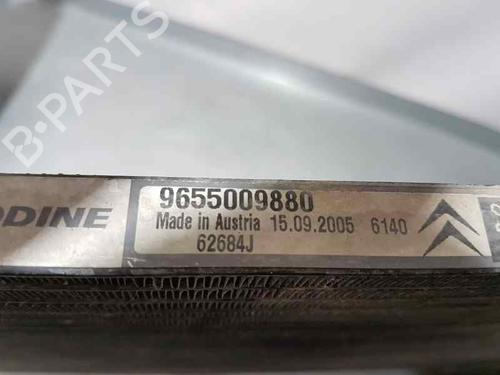 B-PARTS
ODINE
9655009880
Made in Austria 15.09.2005 6140
62684J